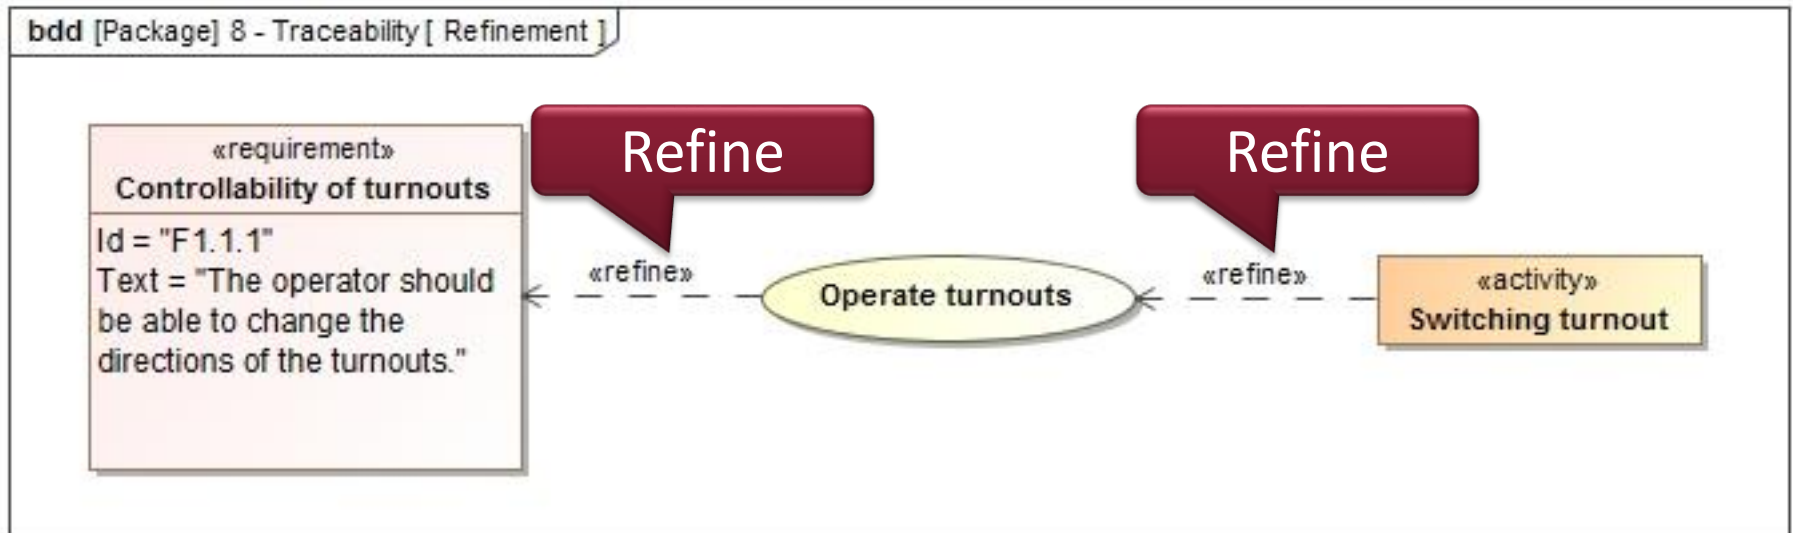 bdd [Package] 8 - Traceability [ Refinement ]
Refine
Refine
«requirement»
Controllability of turnouts
Id = "F1.1.1"
Text = "The operator should
be able to change the
directions of the turnouts."
«refine»
Operate turnouts
«refine»
«activity»
Switching turnout